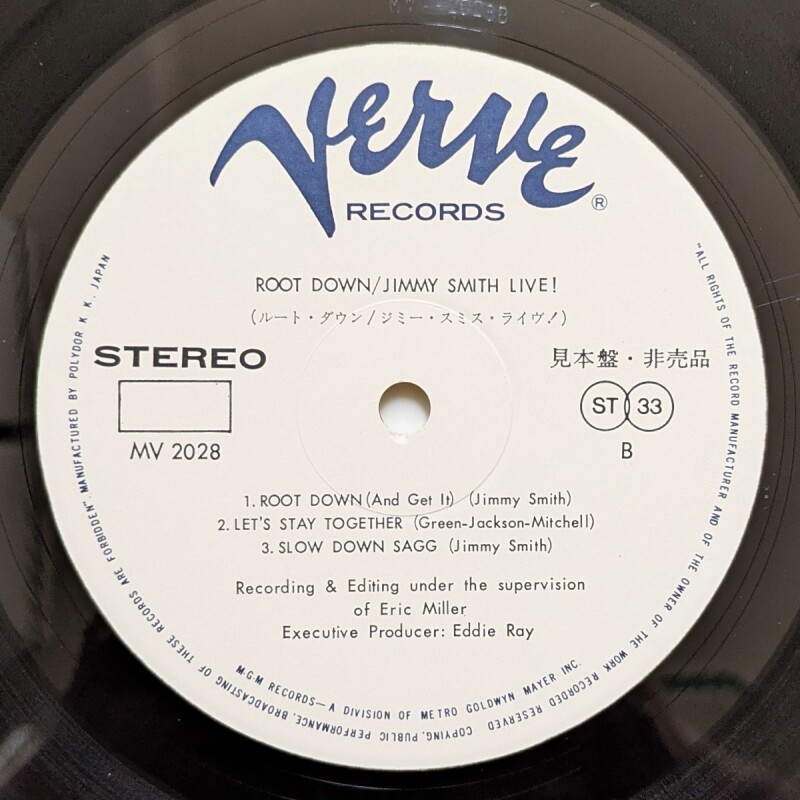 Verve
RECORDS ®
ROOT DOWN/JIMMY SMITH LIVE!
(ルート・ダウン/ジミー・スミス・ライヴ!)
STEREO
見本盤・非売品
ST 33
MV 2028
B
1. ROOT DOWN (And Get It) (Jimmy Smith)
2. LET'S STAY TOGETHER (Green-Jackson-Mitchell)
3. SLOW DOWN SAGG (Jimmy Smith)
Recording & Editing under the supervision
of Eric Miller
Executive Producer: Eddie Ray
M·G·M RECORDS—A DIVISION OF METRO GOLDWYN MAYER INC.
"ALL RIGHTS OF THE RECORD MANUFACTURER AND OF THE OWNER OF THE WORK RECORDED RESERVED COPYING, PUBLIC PERFORMANCE, BROADCASTING OF THESE RECORDS ARE FORBIDDEN" MANUFACTURED BY POLYDOR K. K. JAPAN